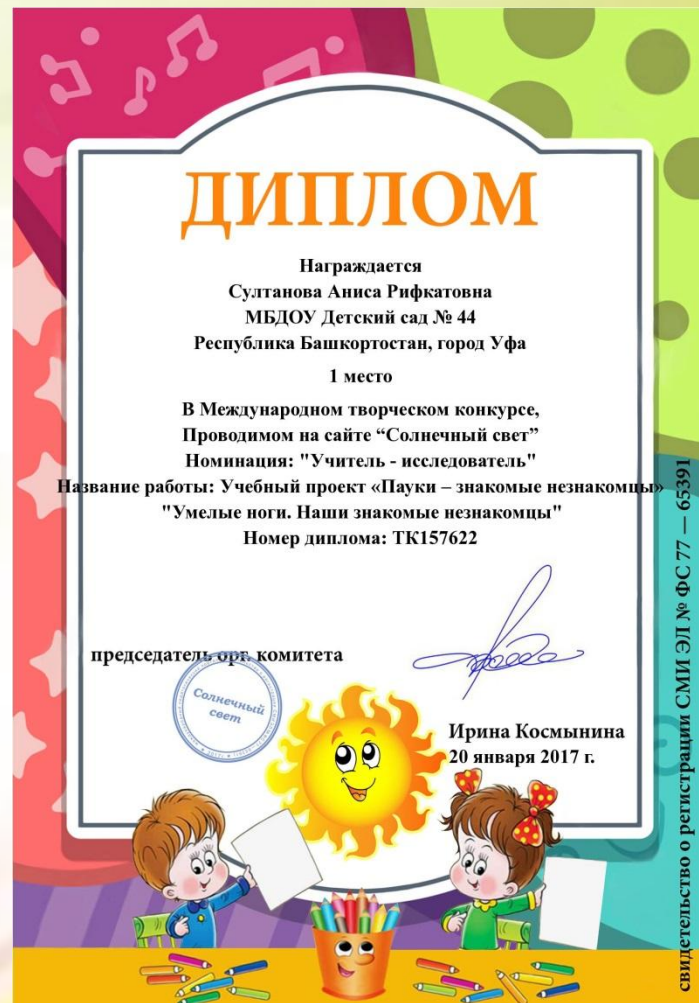 ДИПЛОМ
Награждается
Султанова Аниса Рифкатовна
МБДОУ Детский сад № 44
Республика Башкортостан, город Уфа
1 место
В Международном творческом конкурсе,
Проводимом на сайте “Солнечный свет”
Номинация: "Учитель - исследователь"
Название работы: Учебный проект «Пауки – знакомые незнакомцы»
"Умелые ноги. Наши знакомые незнакомцы"
Номер диплома: ТК157622
председатель орг. комитета
Солнечный
свет
Ирина Космынина
20 января 2017 г.
свидетельство о регистрации СМИ ЭЛ № ФС 77 — 65391